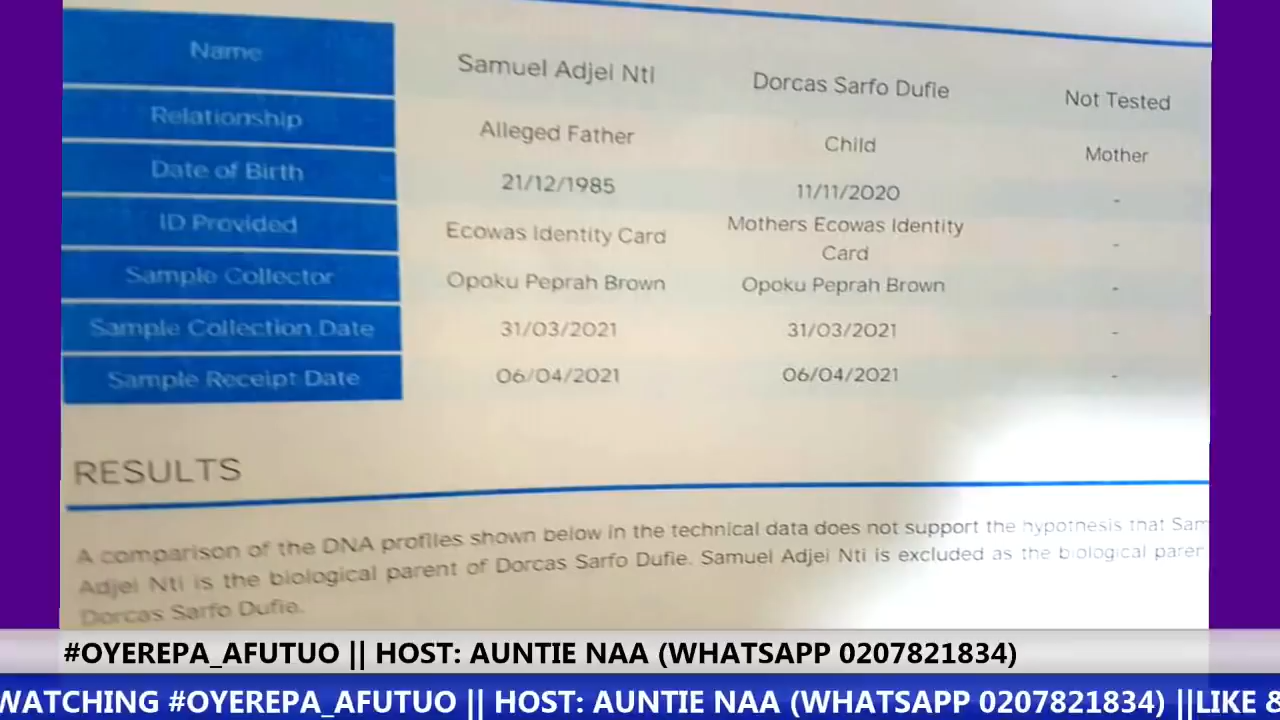 Name Samuel Adjei Nti Dorcas Sarfo Dufie Not Tested
Relationship Alleged Father Child Mother
Date of Birth 21/12/1985 11/11/2020 -
ID Provided Ecowas Identity Card Mothers Ecowas Identity Card -
Sample Collector Opoku Peprah Brown Opoku Peprah Brown -
Sample Collection Date 31/03/2021 31/03/2021 -
Sample Receipt Date 06/04/2021 06/04/2021 -
RESULTS
A comparison of the DNA profiles shown below in the technical data does not support the hypothesis that Sam
Adjei Nti is the biological parent of Dorcas Sarfo Dufie. Samuel Adjei Nti is excluded as the biological paren
Dorcas Sarfo Dufie.
#OYEREPA_AFUTUO || HOST: AUNTIE NAA (WHATSAPP 0207821834)
WATCHING #OYEREPA_AFUTUO || HOST: AUNTIE NAA (WHATSAPP 0207821834) ||LIKE &